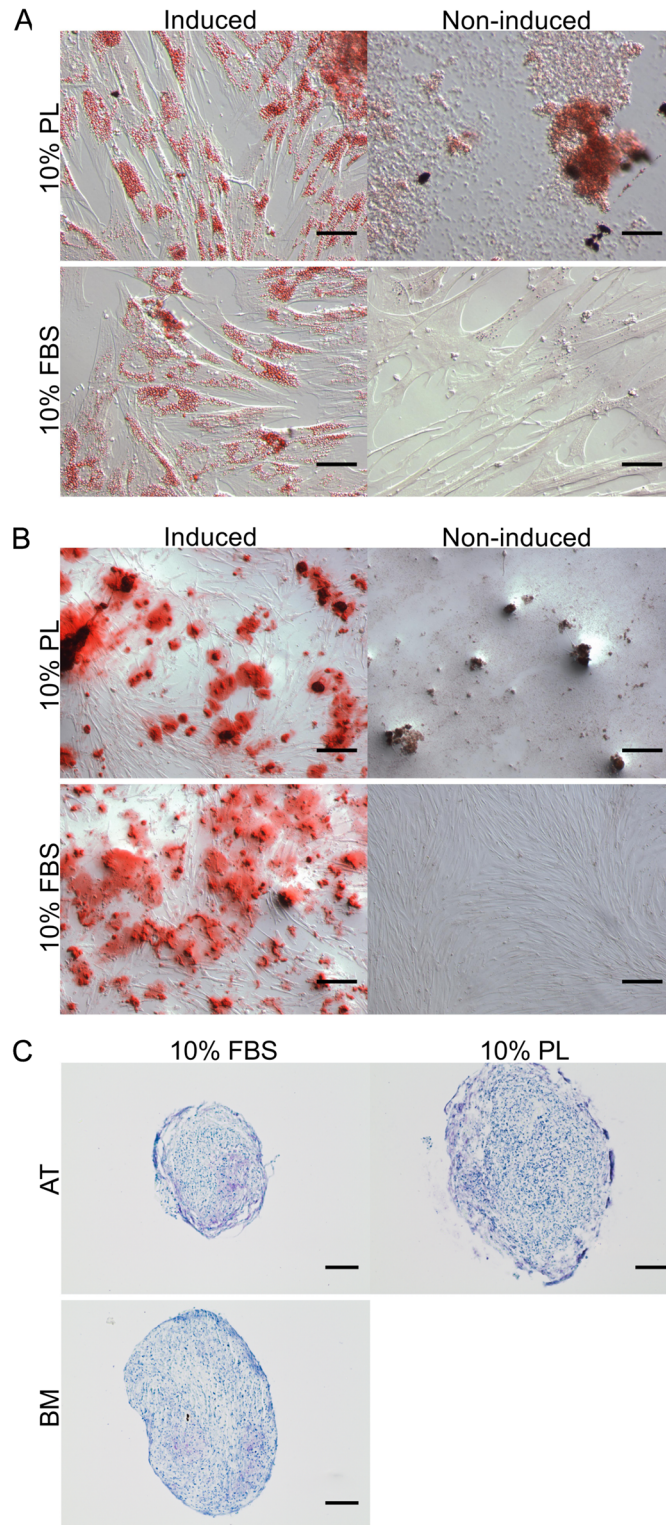 A
Induced Non-induced
10% PL
10% FBS
B
Induced Non-induced
10% PL
10% FBS
C
10% FBS 10% PL
AT
BM